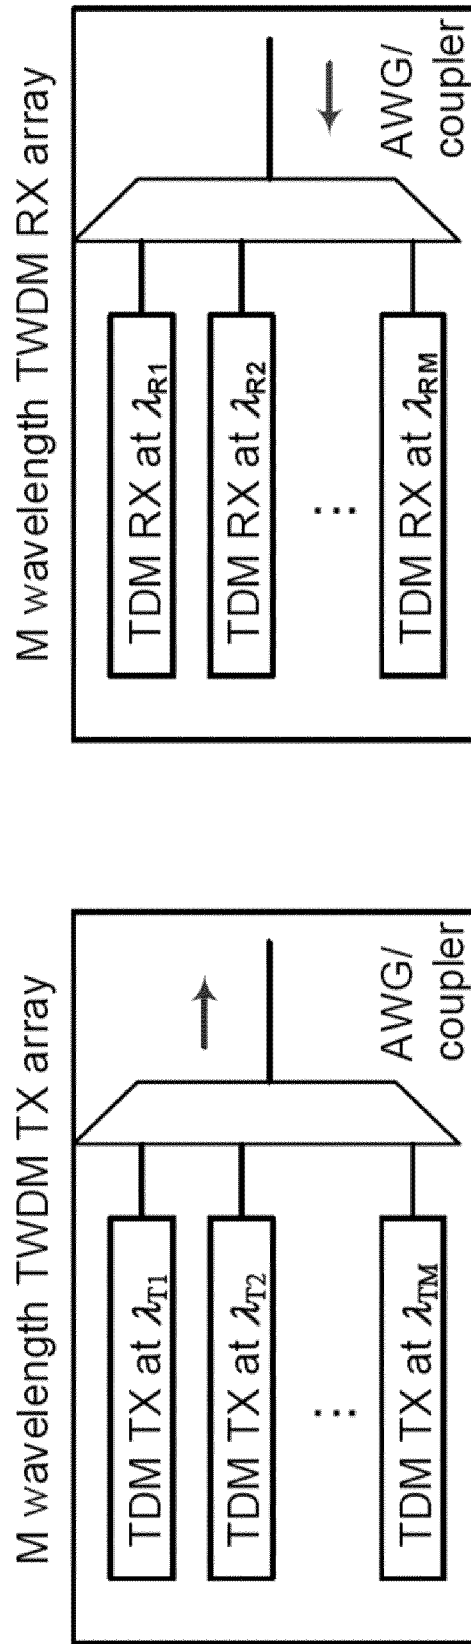 M wavelength TWDM TX array
TDM TX at λT1
TDM TX at λT2
...
TDM TX at λTM
AWG/
coupler
M wavelength TWDM RX array
TDM RX at λR1
TDM RX at λR2
...
TDM RX at λRM
AWG/
coupler